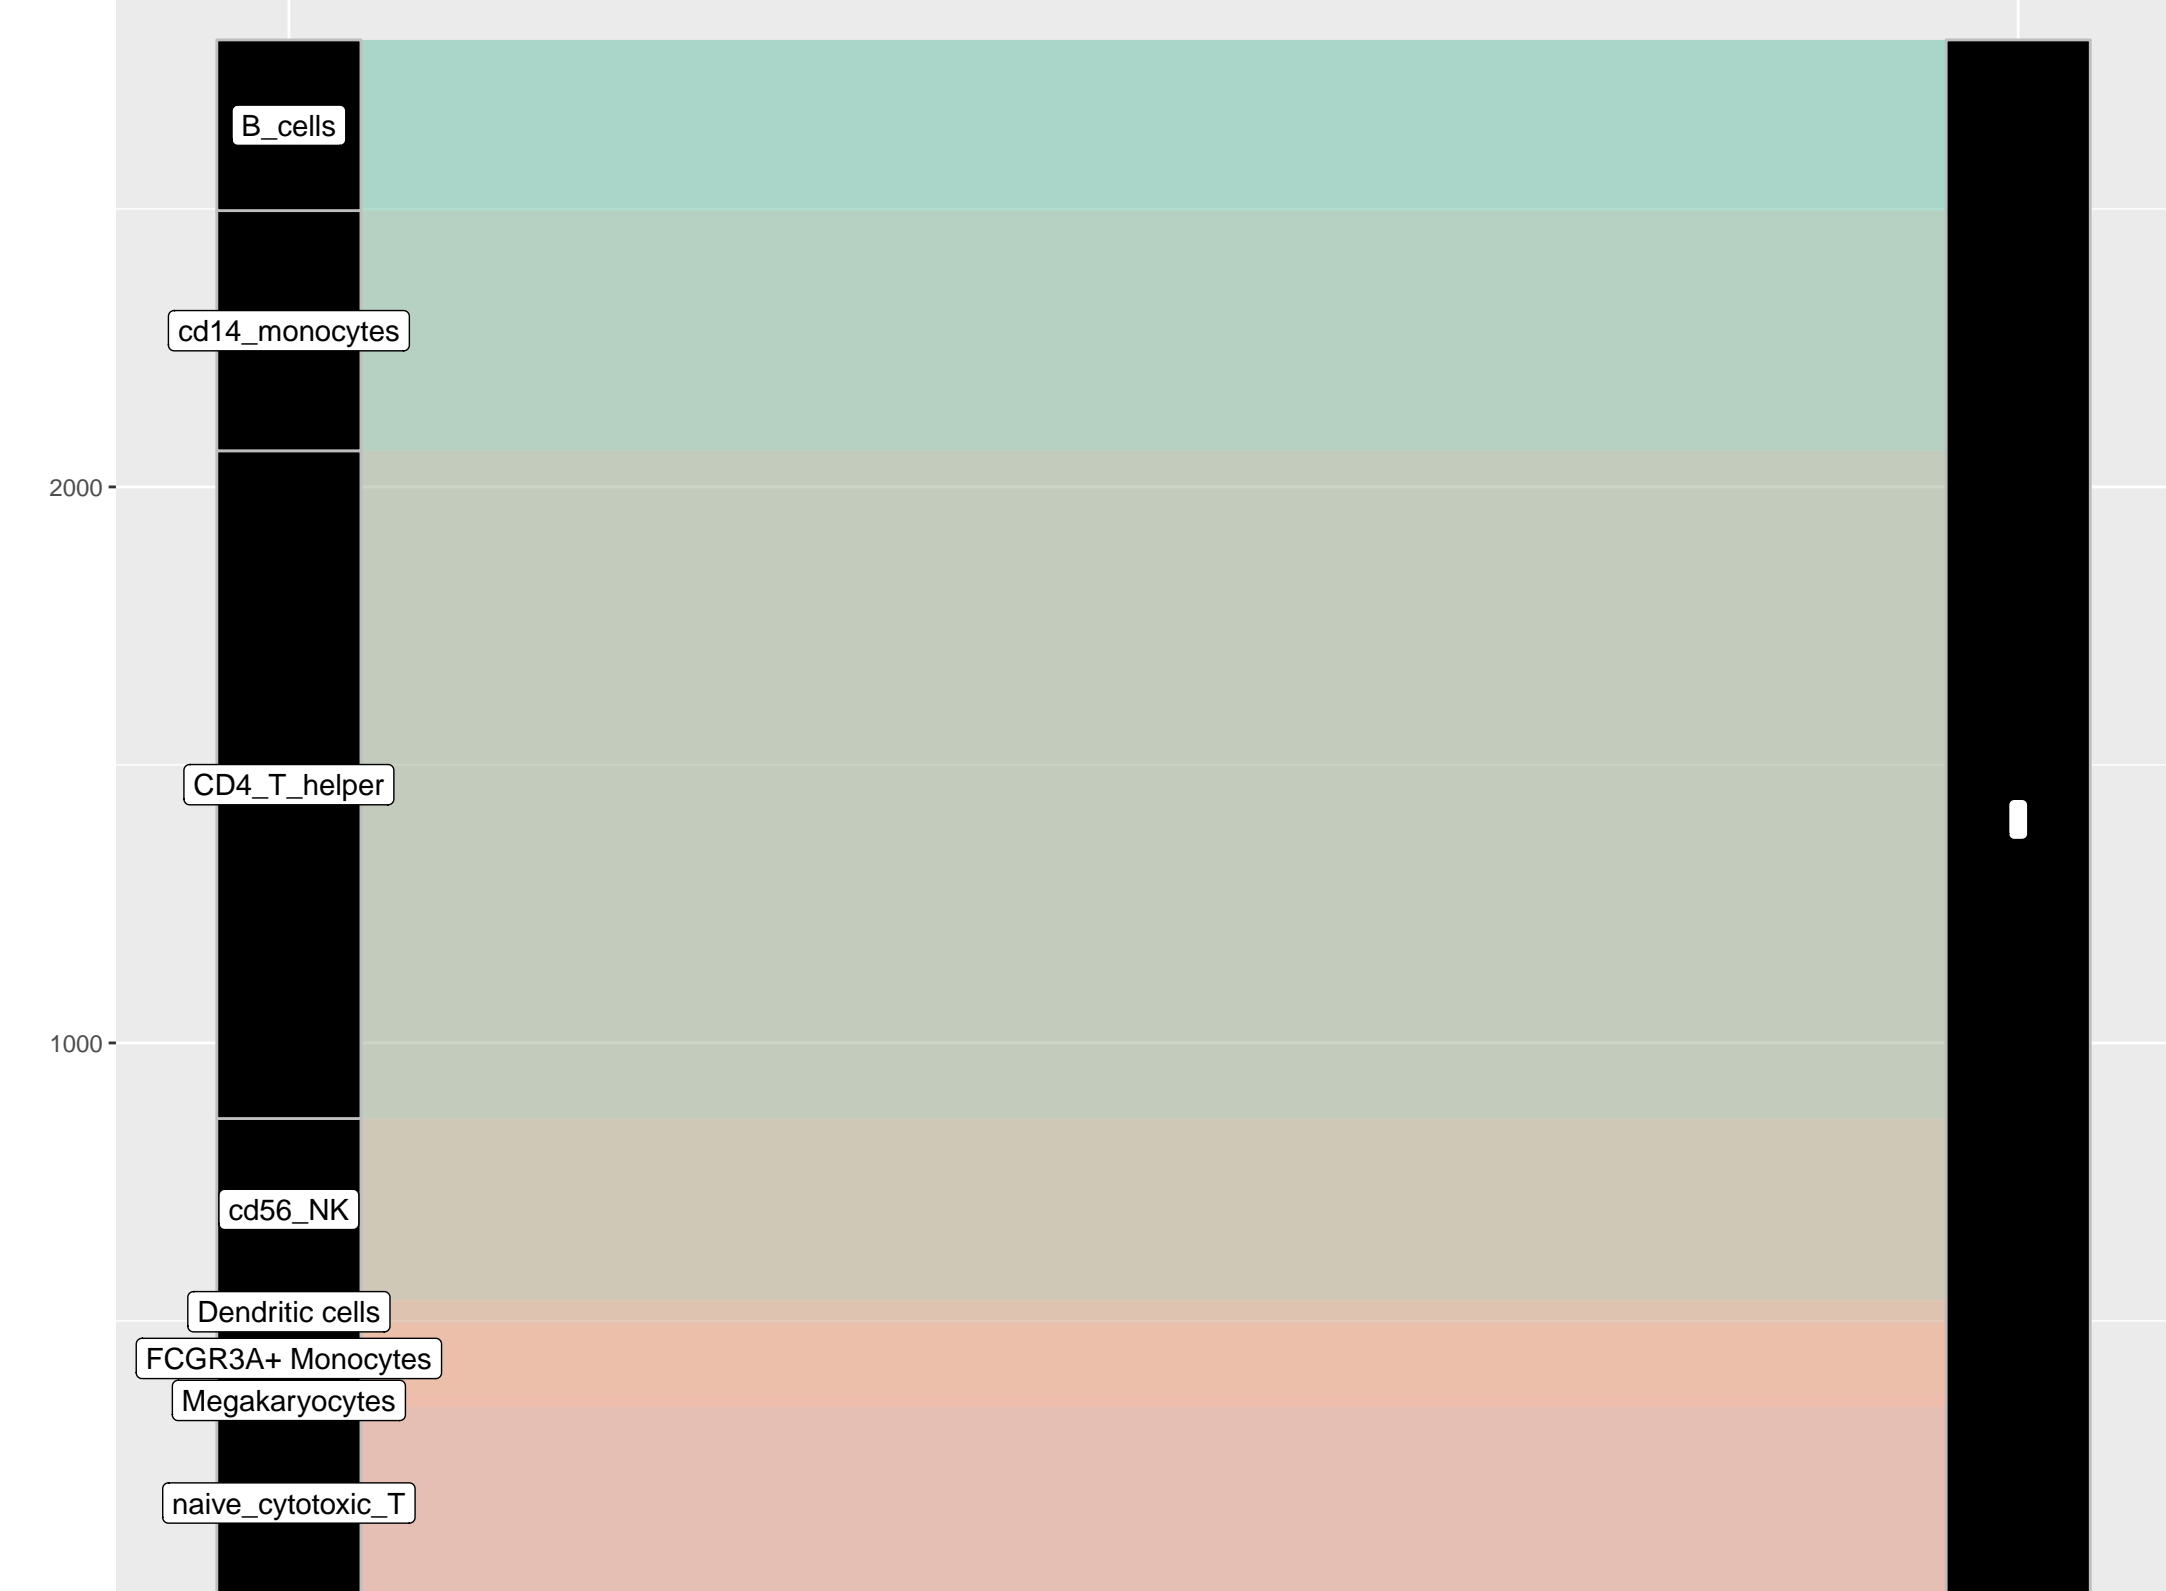 B_cells
cd14_monocytes
2000
CD4_T_helper
1000
cd56_NK
Dendritic cells
FCGR3A+ Monocytes
Megakaryocytes
naive_cytotoxic_T